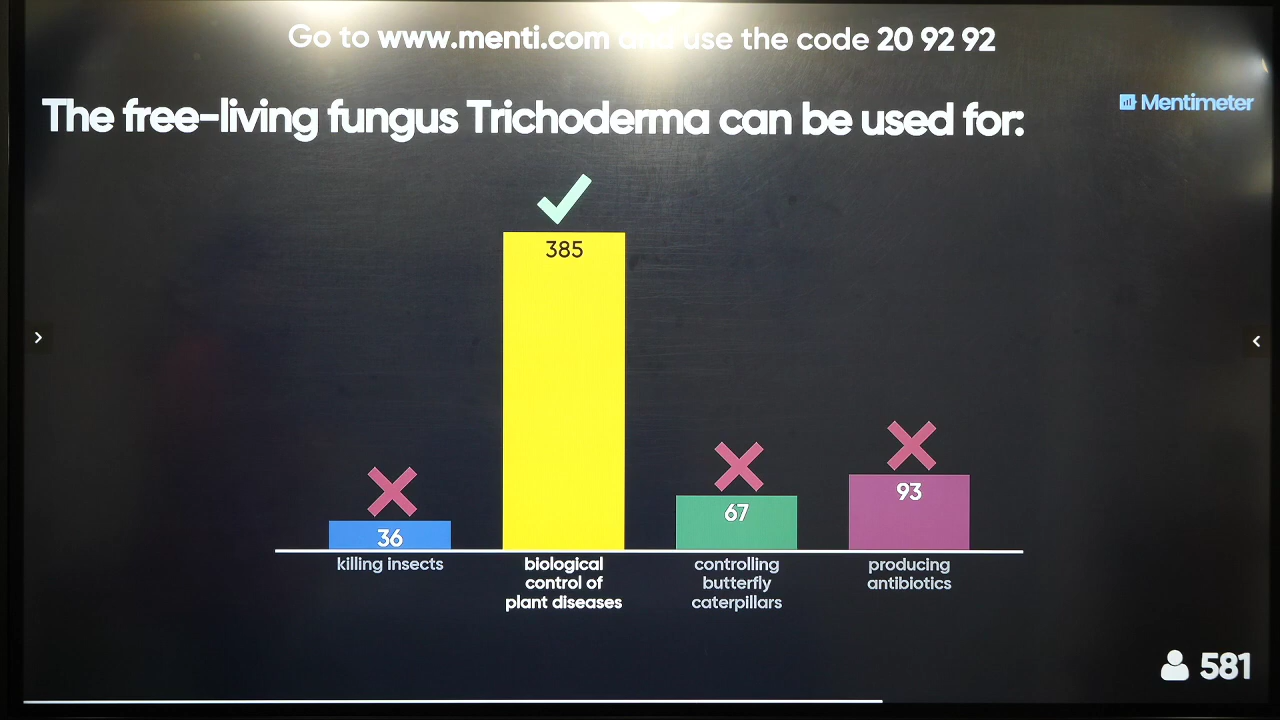 Go to www.menti.com and use the code 20 92 92
The free-living fungus Trichoderma can be used for:
Mentimeter
385
36
67
93
killing insects
biological
control of
plant diseases
controlling
butterfly
caterpillars
producing
antibiotics
581